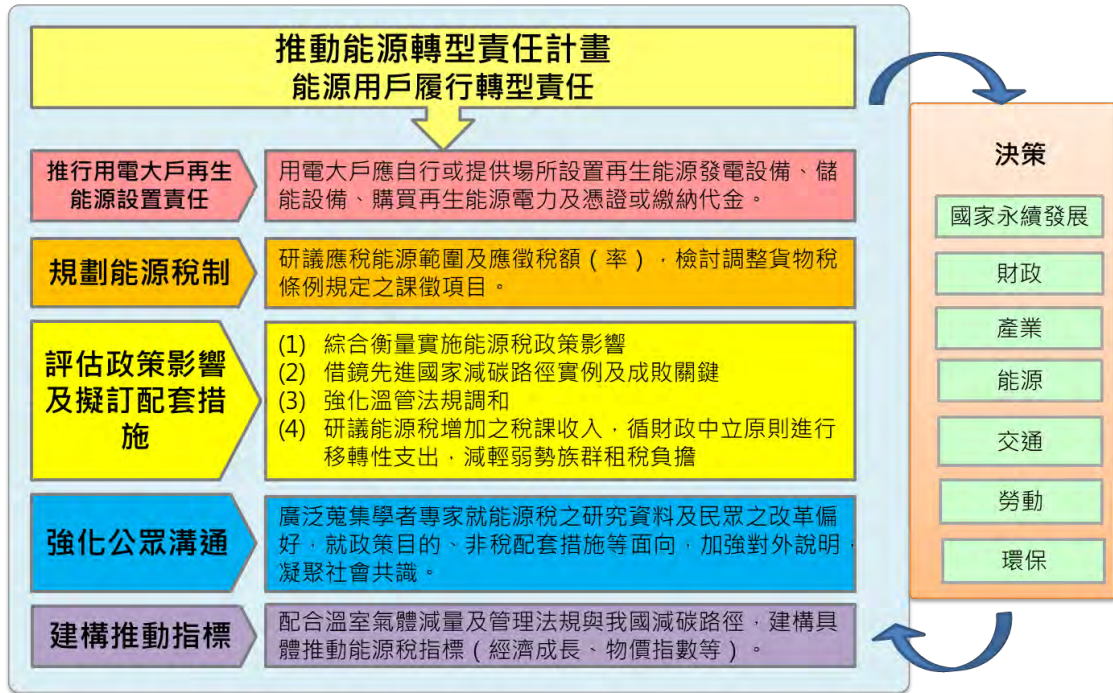 推動能源轉型責任計畫
能源用戶履行轉型責任
推行用電大戶再生
能源設置責任
用電大戶應自行或提供場所設置再生能源發電設備、儲
能設備、購買再生能源電力及憑證或繳納代金。
規劃能源稅制
研議應稅能源範圍及應徵稅額（率），檢討調整貨物稅
條例規定之課徵項目。
評估政策影響
及擬訂配套措
施
(1) 綜合衡量實施能源稅政策影響
(2) 借鏡先進國家減碳路徑實例及成敗關鍵
(3) 強化溫管法規調和
(4) 研議能源稅增加之稅課收入，循財政中立原則進行
移轉性支出，減輕弱勢族群租稅負擔
強化公眾溝通
廣泛蒐集學者專家就能源稅之研究資料及民眾之改革偏
好，就政策目的、非稅配套措施等面向，加強對外說明，
凝聚社會共識。
建構推動指標
配合溫室氣體減量及管理法規與我國減碳路徑，建構具
體推動能源稅指標（經濟成長、物價指數等）。
決策
國家永續發展
財政
產業
能源
交通
勞動
環保